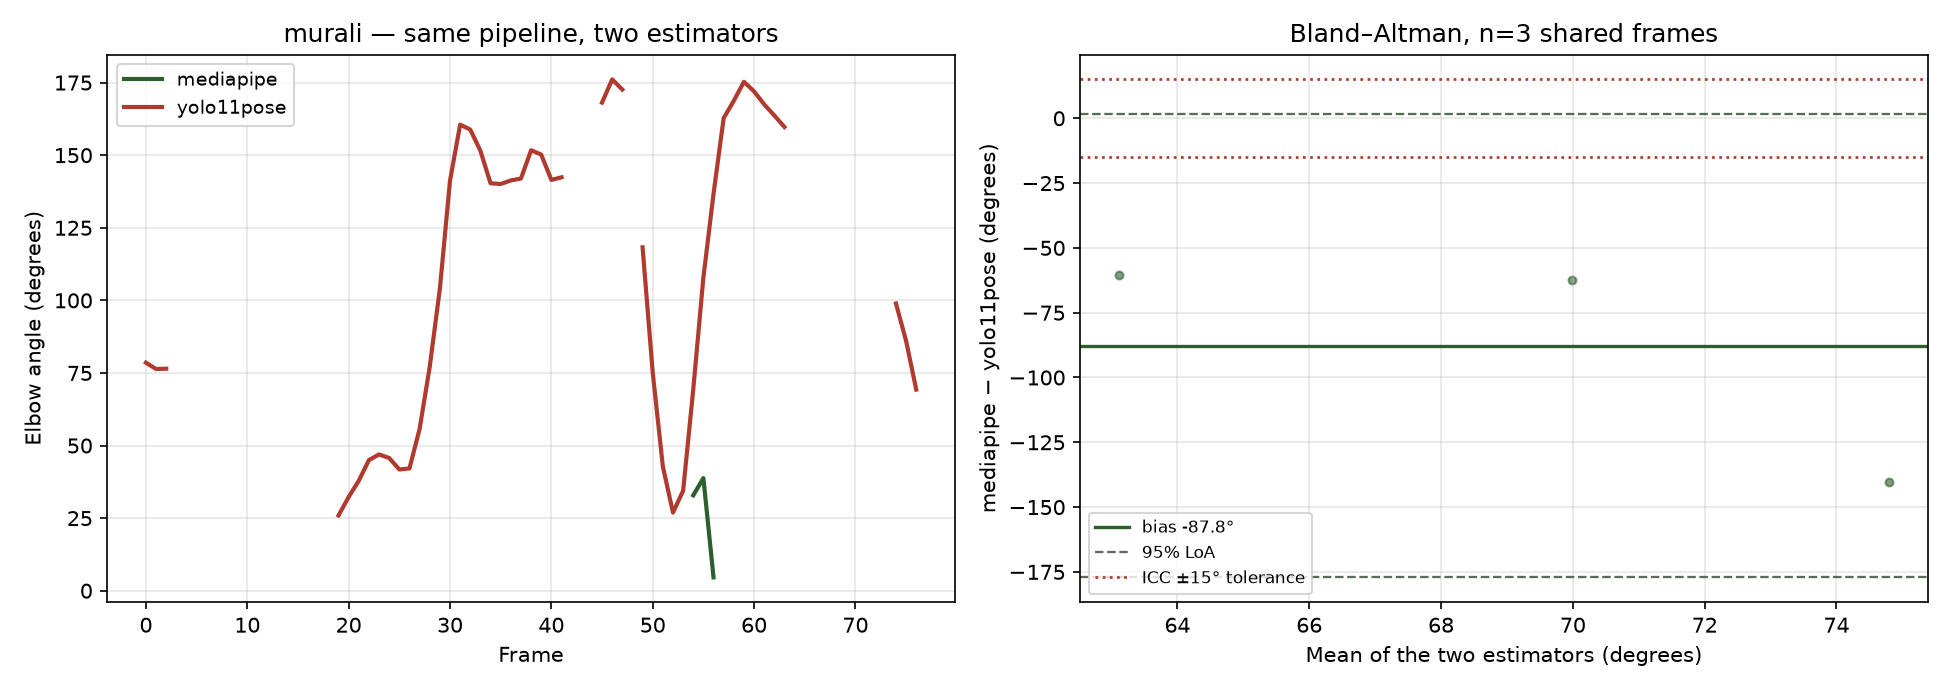 murali — same pipeline, two estimators
mediapipe
yolo11pose
Elbow angle (degrees)
175
150
125
100
75
50
25
0
0 10 20 30 40 50 60 70
Frame
Bland–Altman, n=3 shared frames
mediapipe − yolo11pose (degrees)
0
−25
−50
−75
−100
−125
−150
−175
bias -87.8°
95% LoA
ICC ±15° tolerance
64 66 68 70 72 74
Mean of the two estimators (degrees)